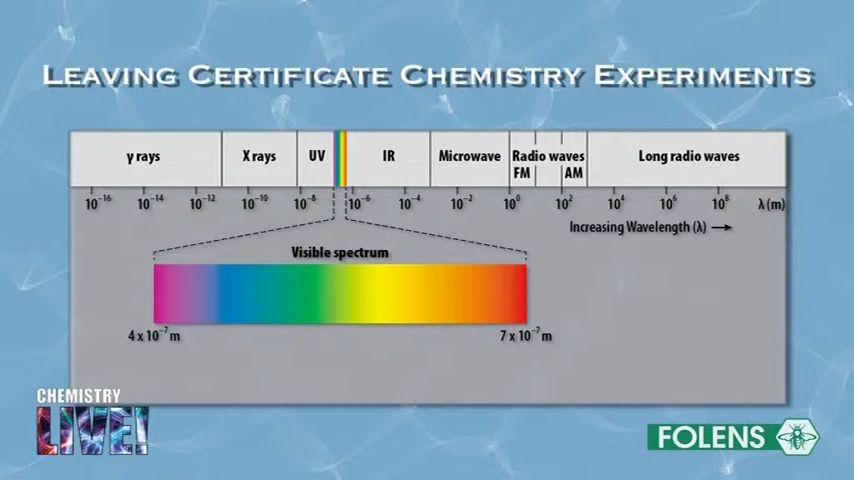 LEAVING CERTIFICATE CHEMISTRY EXPERIMENTS
γ rays X rays UV IR Microwave Radio waves Long radio waves
FM AM
10⁻¹⁶ 10⁻¹⁴ 10⁻¹² 10⁻¹⁰ 10⁻⁸ 10⁻⁶ 10⁻⁴ 10⁻² 10⁰ 10² 10⁴ 10⁶ 10⁸ λ (m)
Increasing Wavelength (λ)
Visible spectrum
4 x 10⁻⁷ m 7 x 10⁻⁷ m
CHEMISTRY
LIVE!
FOLENS